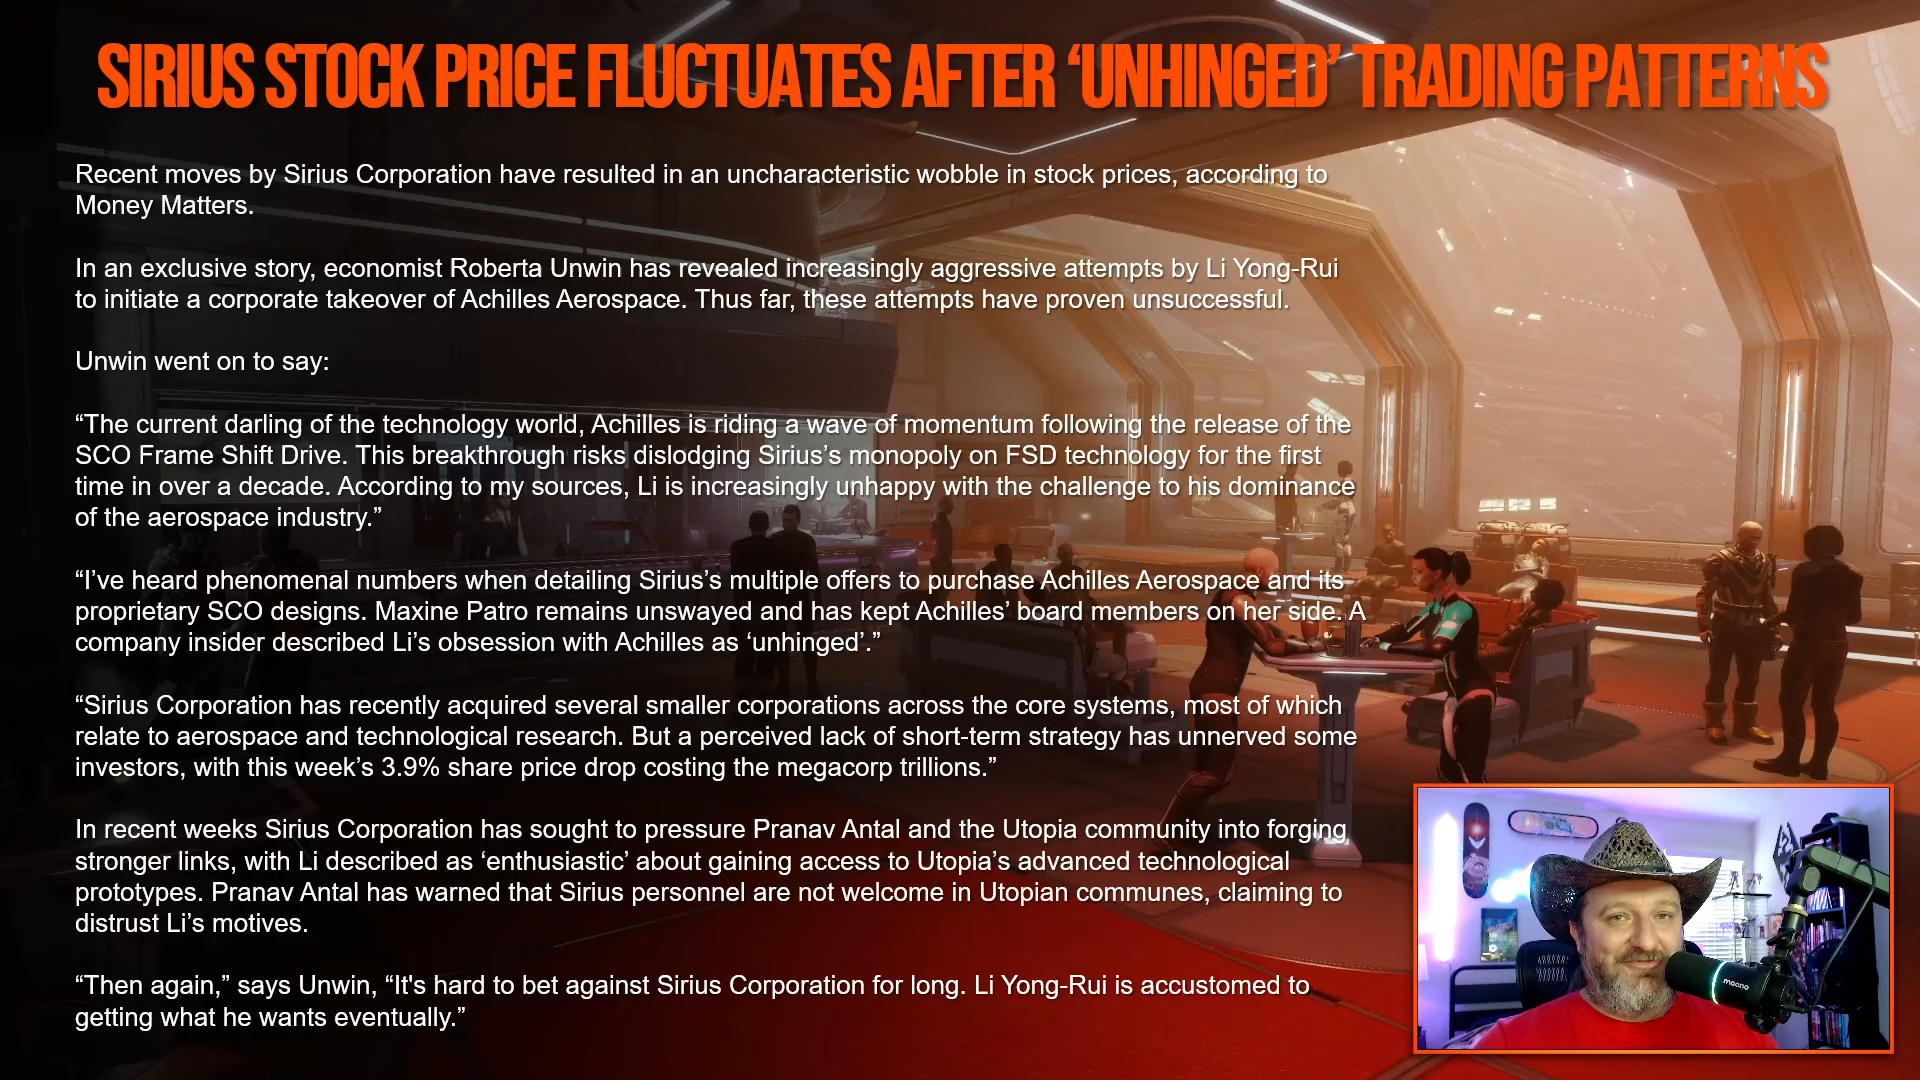 SIRIUS STOCK PRICE FLUCTUATES AFTER ‘UNHINGED’ TRADING PATTERNS
Recent moves by Sirius Corporation have resulted in an uncharacteristic wobble in stock prices, according to
Money Matters.
In an exclusive story, economist Roberta Unwin has revealed increasingly aggressive attempts by Li Yong-Rui
to initiate a corporate takeover of Achilles Aerospace. Thus far, these attempts have proven unsuccessful.
Unwin went on to say:
“The current darling of the technology world, Achilles is riding a wave of momentum following the release of the
SCO Frame Shift Drive. This breakthrough risks dislodging Sirius’s monopoly on FSD technology for the first
time in over a decade. According to my sources, Li is increasingly unhappy with the challenge to his dominance
of the aerospace industry.”
“I’ve heard phenomenal numbers when detailing Sirius’s multiple offers to purchase Achilles Aerospace and its
proprietary SCO designs. Maxine Patro remains unswayed and has kept Achilles’ board members on her side. A
company insider described Li’s obsession with Achilles as ‘unhinged’.”
“Sirius Corporation has recently acquired several smaller corporations across the core systems, most of which
relate to aerospace and technological research. But a perceived lack of short-term strategy has unnerved some
investors, with this week’s 3.9% share price drop costing the megacorp trillions.”
In recent weeks Sirius Corporation has sought to pressure Pranav Antal and the Utopia community into forging
stronger links, with Li described as ‘enthusiastic’ about gaining access to Utopia’s advanced technological
prototypes. Pranav Antal has warned that Sirius personnel are not welcome in Utopian communes, claiming to
distrust Li’s motives.
“Then again,” says Unwin, “It's hard to bet against Sirius Corporation for long. Li Yong-Rui is accustomed to
getting what he wants eventually.”
moono